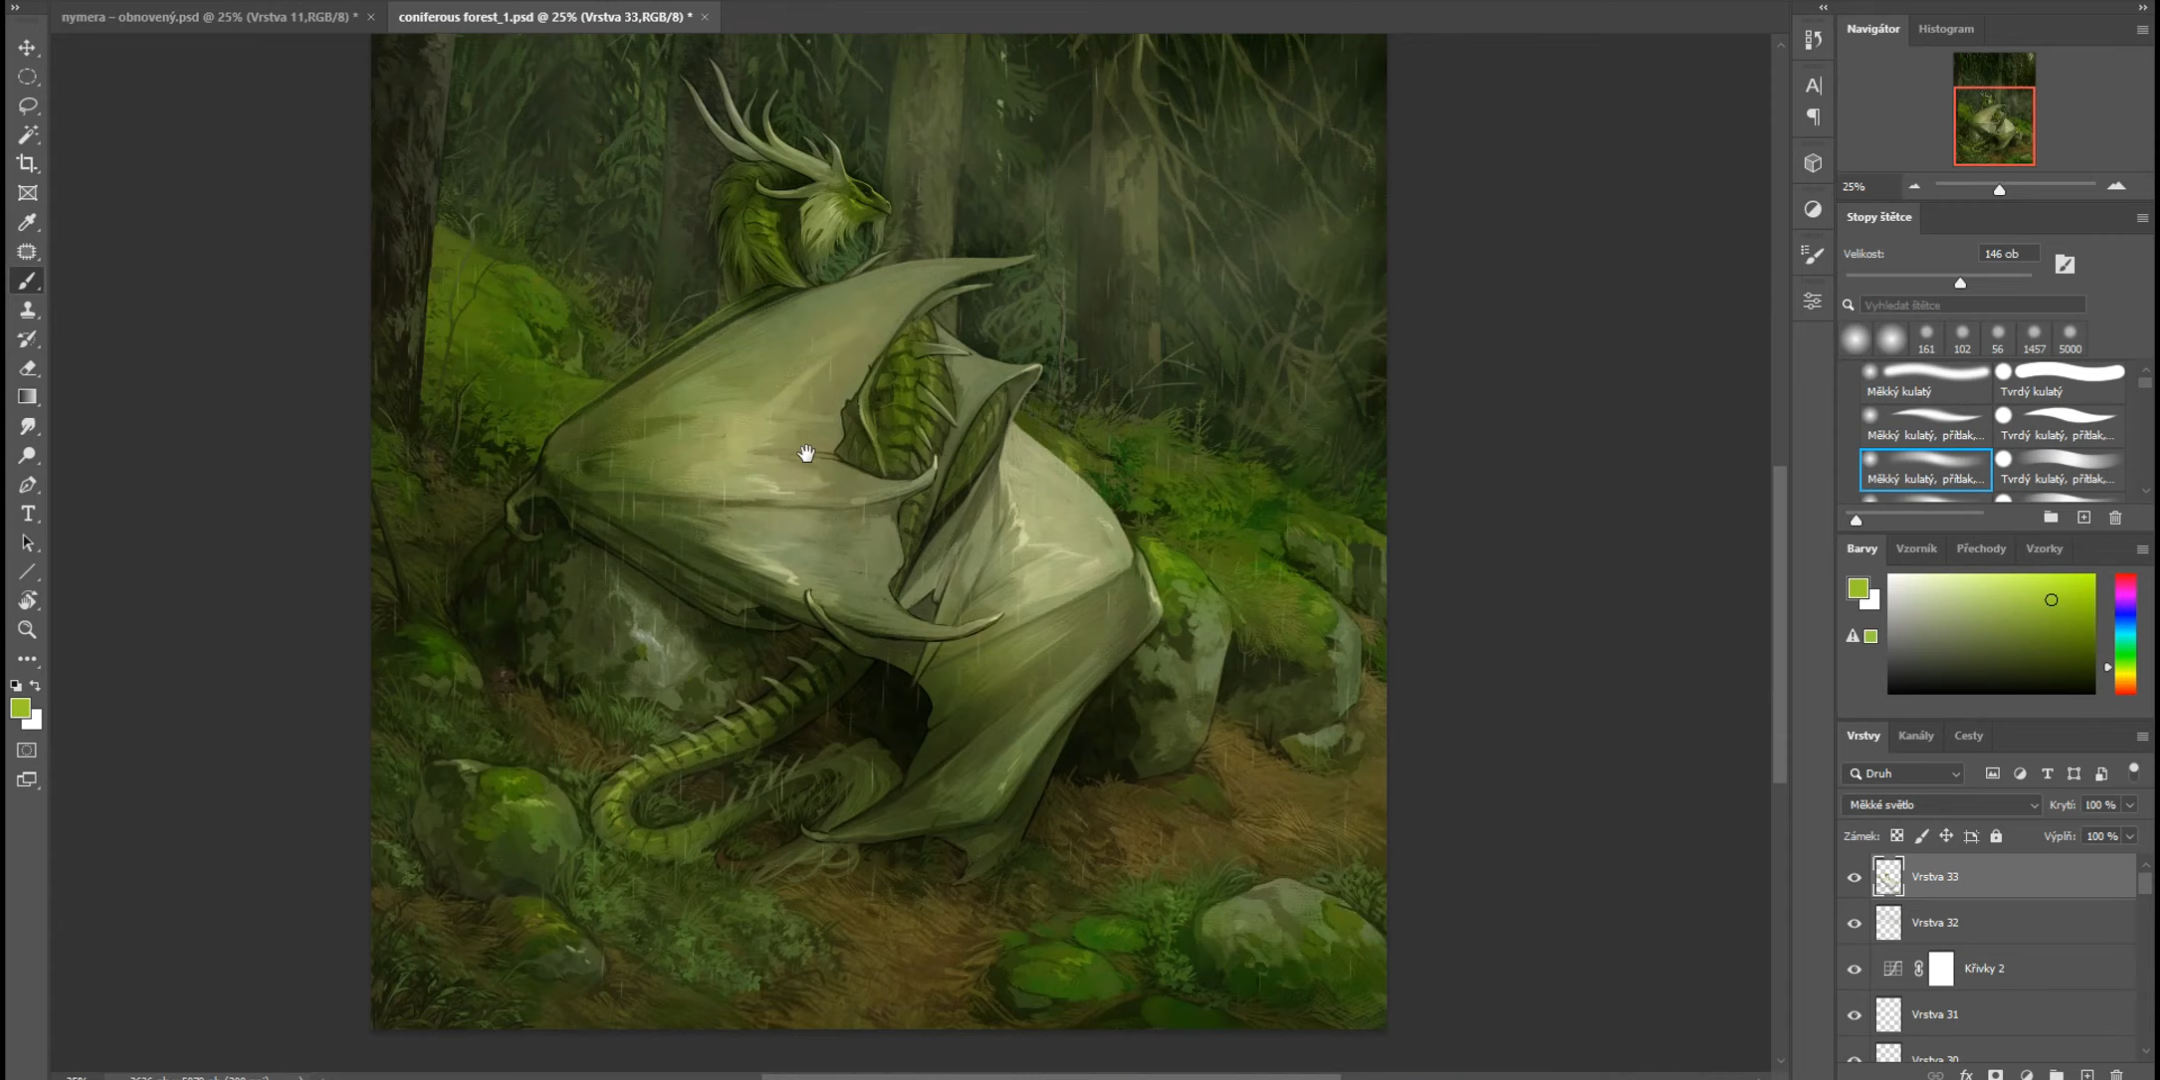 nymera – obnovený.psd @ 25% (Vrstva 11,RGB/8) *
coniferous forest_1.psd @ 25% (Vrstva 33,RGB/8) *
Navigátor
Histogram
25%
Stopy štětce
Velikost:
146 ob
Vyhledat štětce
161
102
56
1457
5000
Měkký kulatý
Tvrdý kulatý
Měkký kulatý, přítlak,...
Tvrdý kulatý, přítlak,...
Měkký kulatý, přítlak,...
Tvrdý kulatý, přítlak,...
Barvy
Vzorník
Přechody
Vzorky
Vrstvy
Kanály
Cesty
Druh
Měkké světlo
Krytí:
100 %
Zámek:
Výplň:
100 %
Vrstva 33
Vrstva 32
Křivky 2
Vrstva 31
Vrstva 30
fx